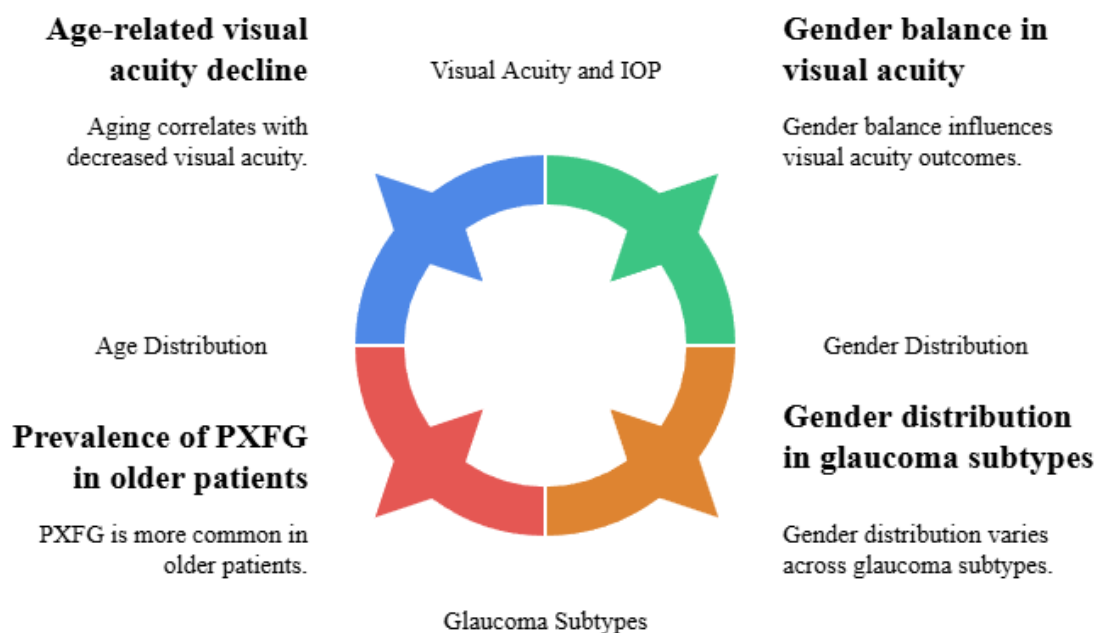 Age-related visual
acuity decline
Aging correlates with
decreased visual acuity.
Visual Acuity and IOP
Gender balance in
visual acuity
Gender balance influences
visual acuity outcomes.
Age Distribution
Gender Distribution
Prevalence of PXFG
in older patients
PXFG is more common in
older patients.
Gender distribution
in glaucoma subtypes
Gender distribution varies
across glaucoma subtypes.
Glaucoma Subtypes